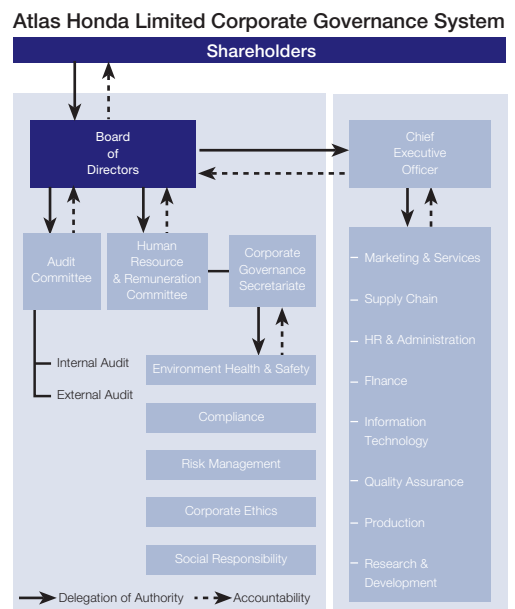 Atlas Honda Limited Corporate Governance System
Shareholders
Board
of
Directors
Chief
Executive
Officer
Audit
Committee
Human
Resource
& Remuneration
Committee
Corporate
Governance
Secretariate
Internal Audit
External Audit
Environment Health & Safety
Compliance
Risk Management
Corporate Ethics
Social Responsibility
Marketing & Services
Supply Chain
HR & Administration
FInance
Information
Technology
Quality Assurance
Production
Research &
Development
Delegation of Authority
Accountability